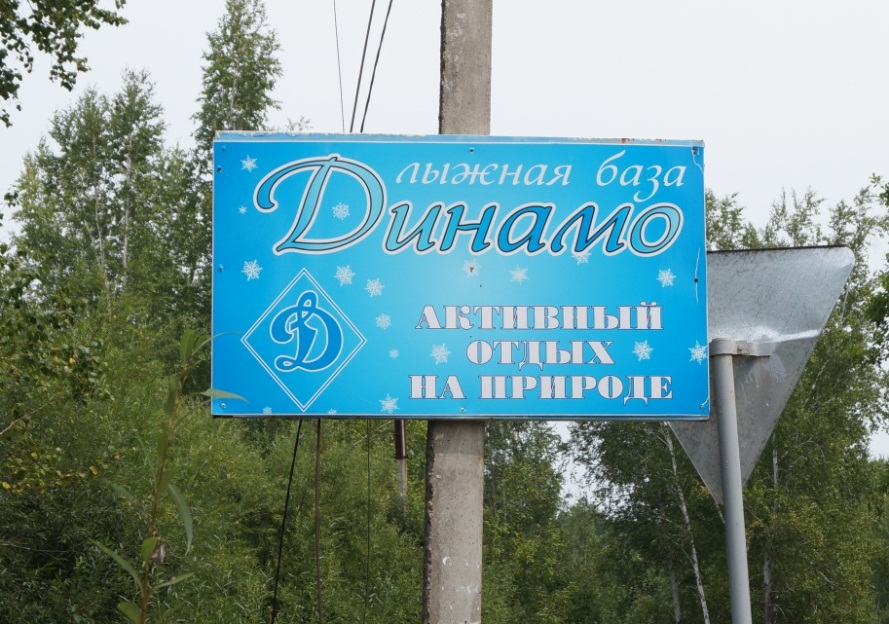 лыжная база
Динамо
Д
АКТИВНЫЙ
ОТДЫХ
НА ПРИРОДЕ